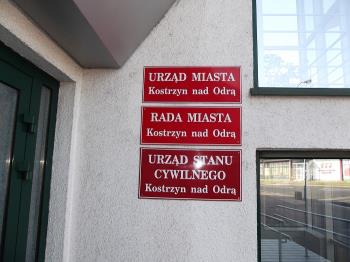 URZĄD MIASTA
Kostrzyn nad Odrą
RADA MIASTA
Kostrzyn nad Odrą
URZĄD STANU
CYWILNEGO
Kostrzyn nad Odrą